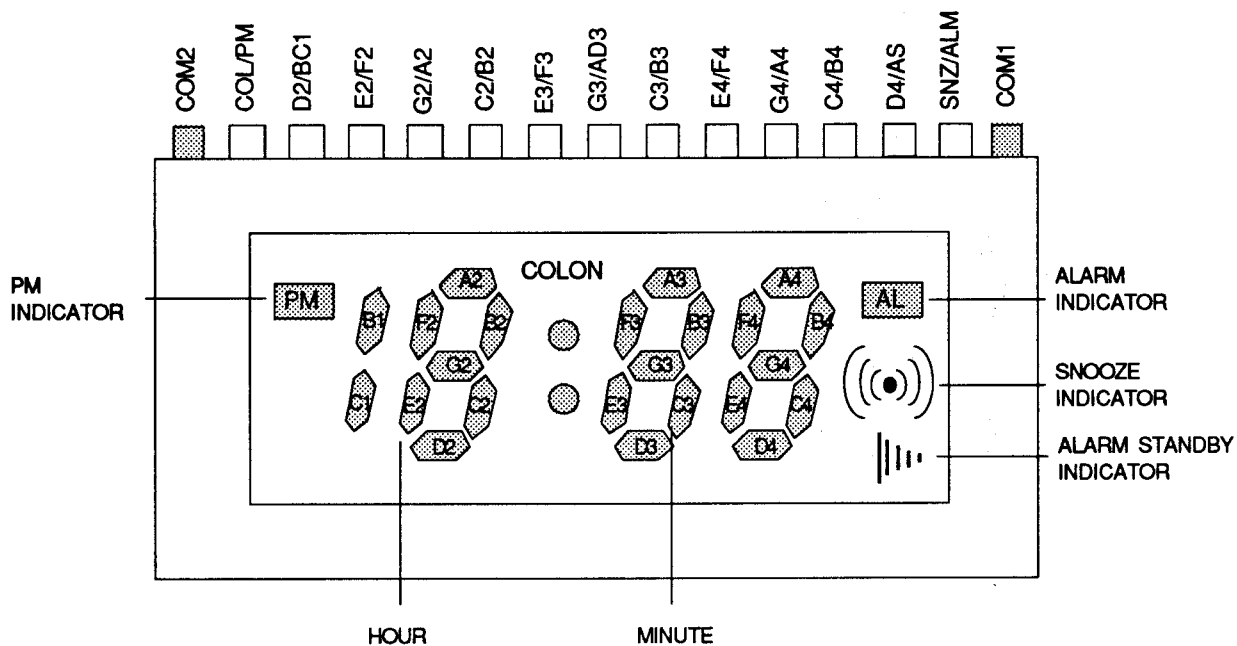 COM2
COL/PM
D2/BC1
E2/F2
G2/A2
C2/B2
E3/F3
G3/AD3
C3/B3
E4/F4
G4/A4
C4/B4
D4/AS
SNZ/ALM
COM1
PM
INDICATOR
PM
COLON
AL
ALARM
INDICATOR
A2
A3
A4
B1
F2
B2
F3
B3
F4
B4
G2
G3
G4
SNOOZE
INDICATOR
C1
E3
C2
E3
C3
E4
C4
D2
D3
D4
ALARM STANDBY
INDICATOR
HOUR
MINUTE